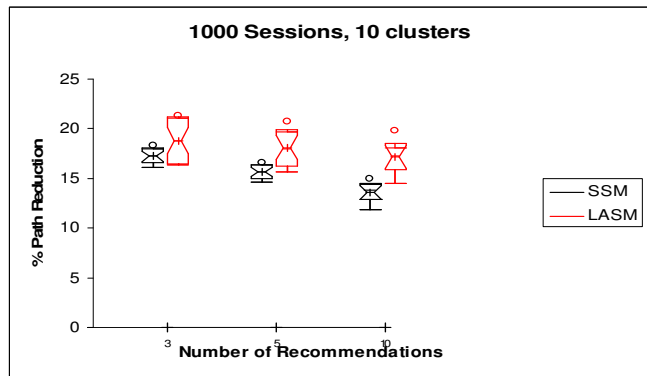 1000 Sessions, 10 clusters
25
20
15
10
5
0
% Path Reduction
3
5
10
Number of Recommendations
SSM
LASM